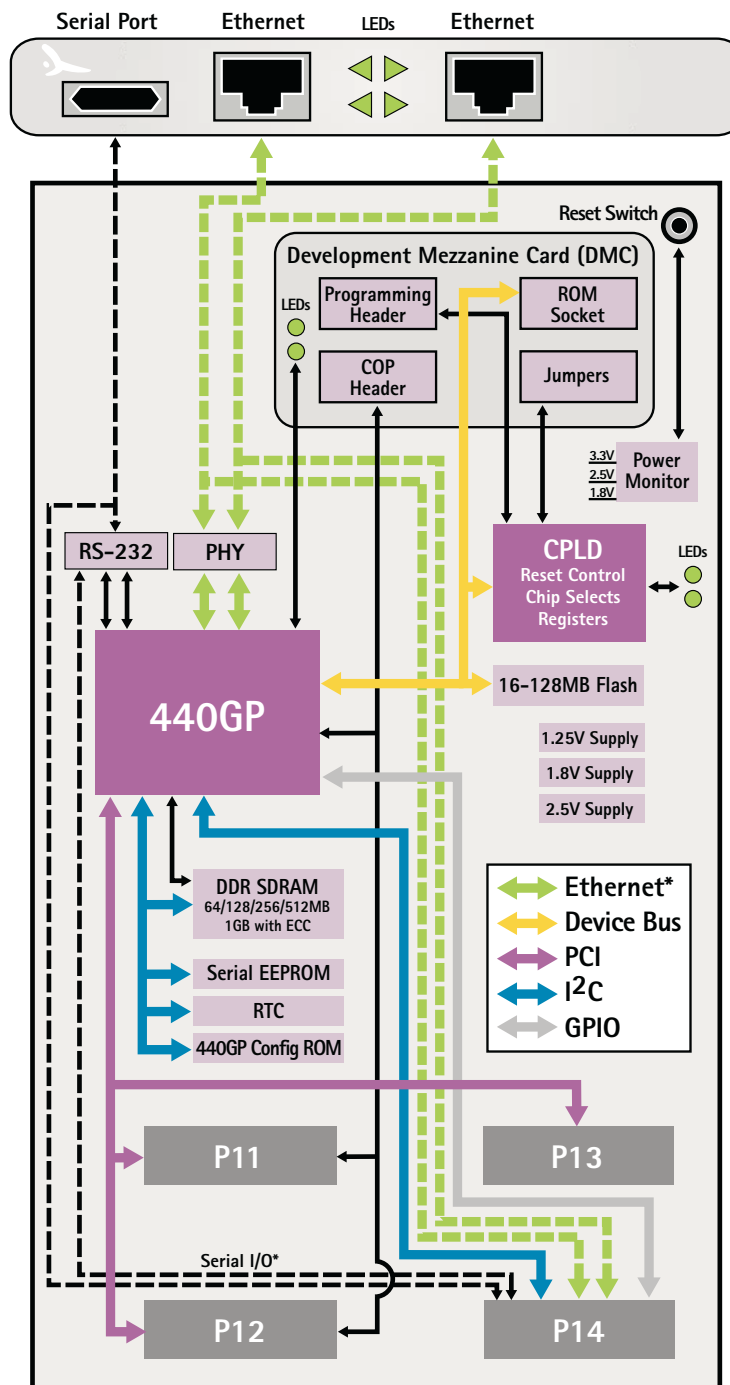 Serial Port
Ethernet
LEDs
Ethernet
Reset Switch
Development Mezzanine Card (DMC)
LEDs
Programming
Header
ROM
Socket
COP
Header
Jumpers
3.3V
2.5V
1.8V
Power
Monitor
RS-232
PHY
CPLD
Reset Control
Chip Selects
Registers
LEDs
440GP
16-128MB Flash
1.25V Supply
1.8V Supply
2.5V Supply
DDR SDRAM
64/128/256/512MB
1GB with ECC
Serial EEPROM
RTC
440GP Config ROM
Ethernet*
Device Bus
PCI
I²C
GPIO
P11
P13
Serial I/O*
P12
P14